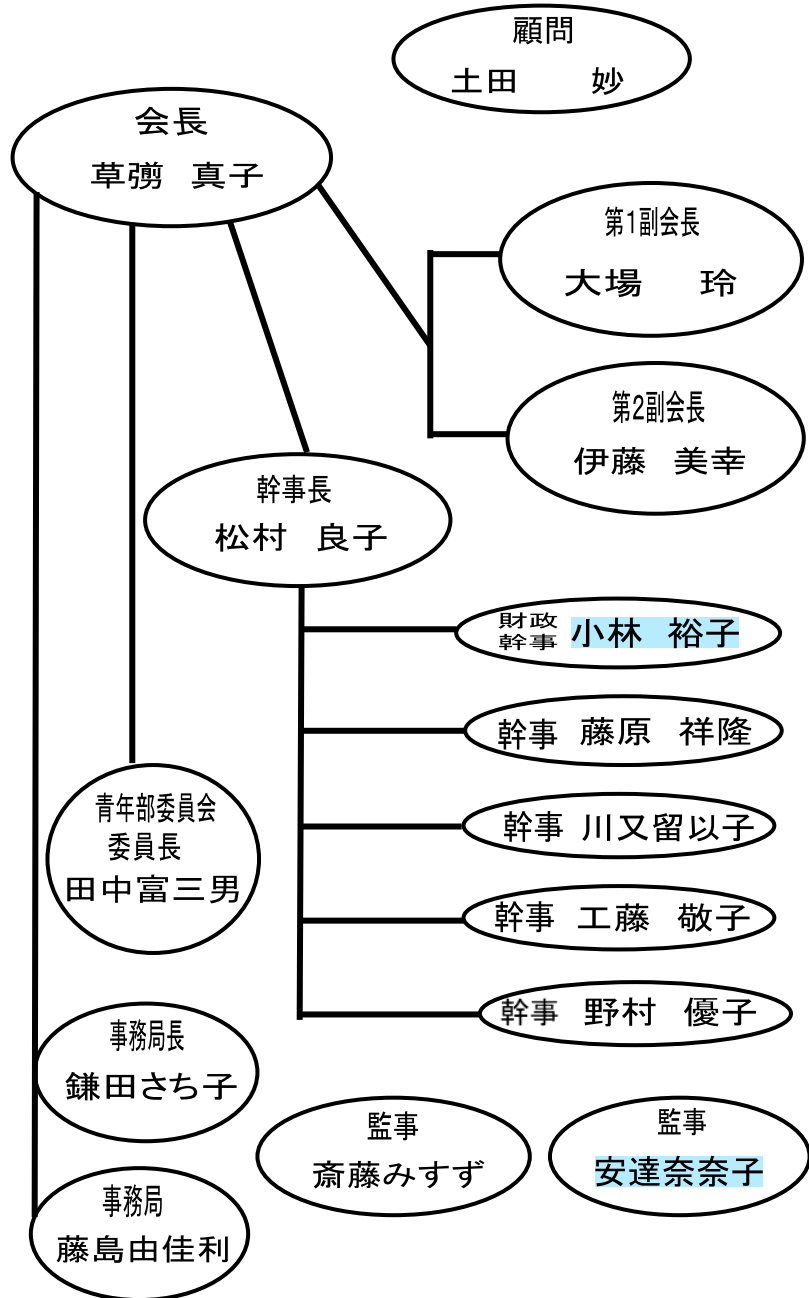 顧問
土田　妙
会長
草彅　真子
第1副会長
大場　玲
第2副会長
伊藤　美幸
幹事長
松村　良子
財政
幹事 小林　裕子
幹事 藤原　祥隆
幹事 川又留以子
幹事 工藤　敬子
幹事 野村　優子
青年部委員会
委員長
田中富三男
事務局長
鎌田さち子
監事
斎藤みすず
監事
安達奈奈子
事務局
藤島由佳利